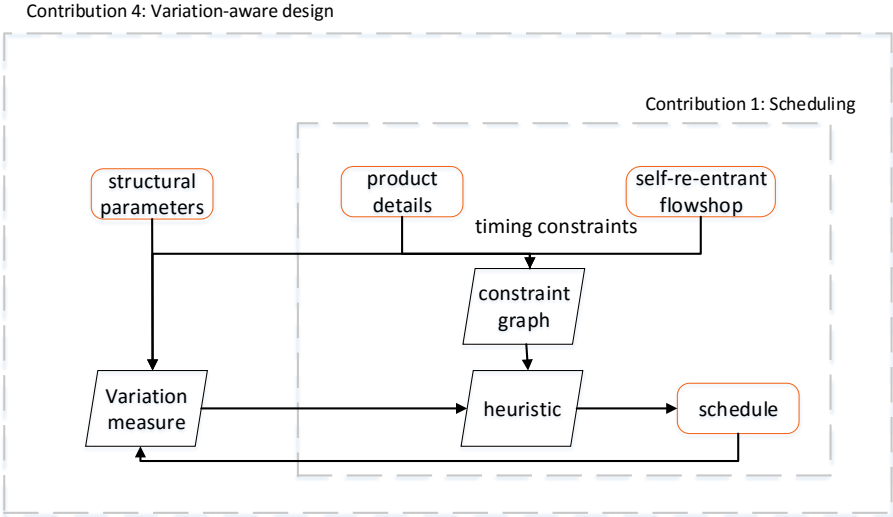 Contribution 4: Variation-aware design
Contribution 1: Scheduling
structural
parameters
product
details
self-re-entrant
flowshop
timing constraints
constraint
graph
Variation
measure
heuristic
schedule